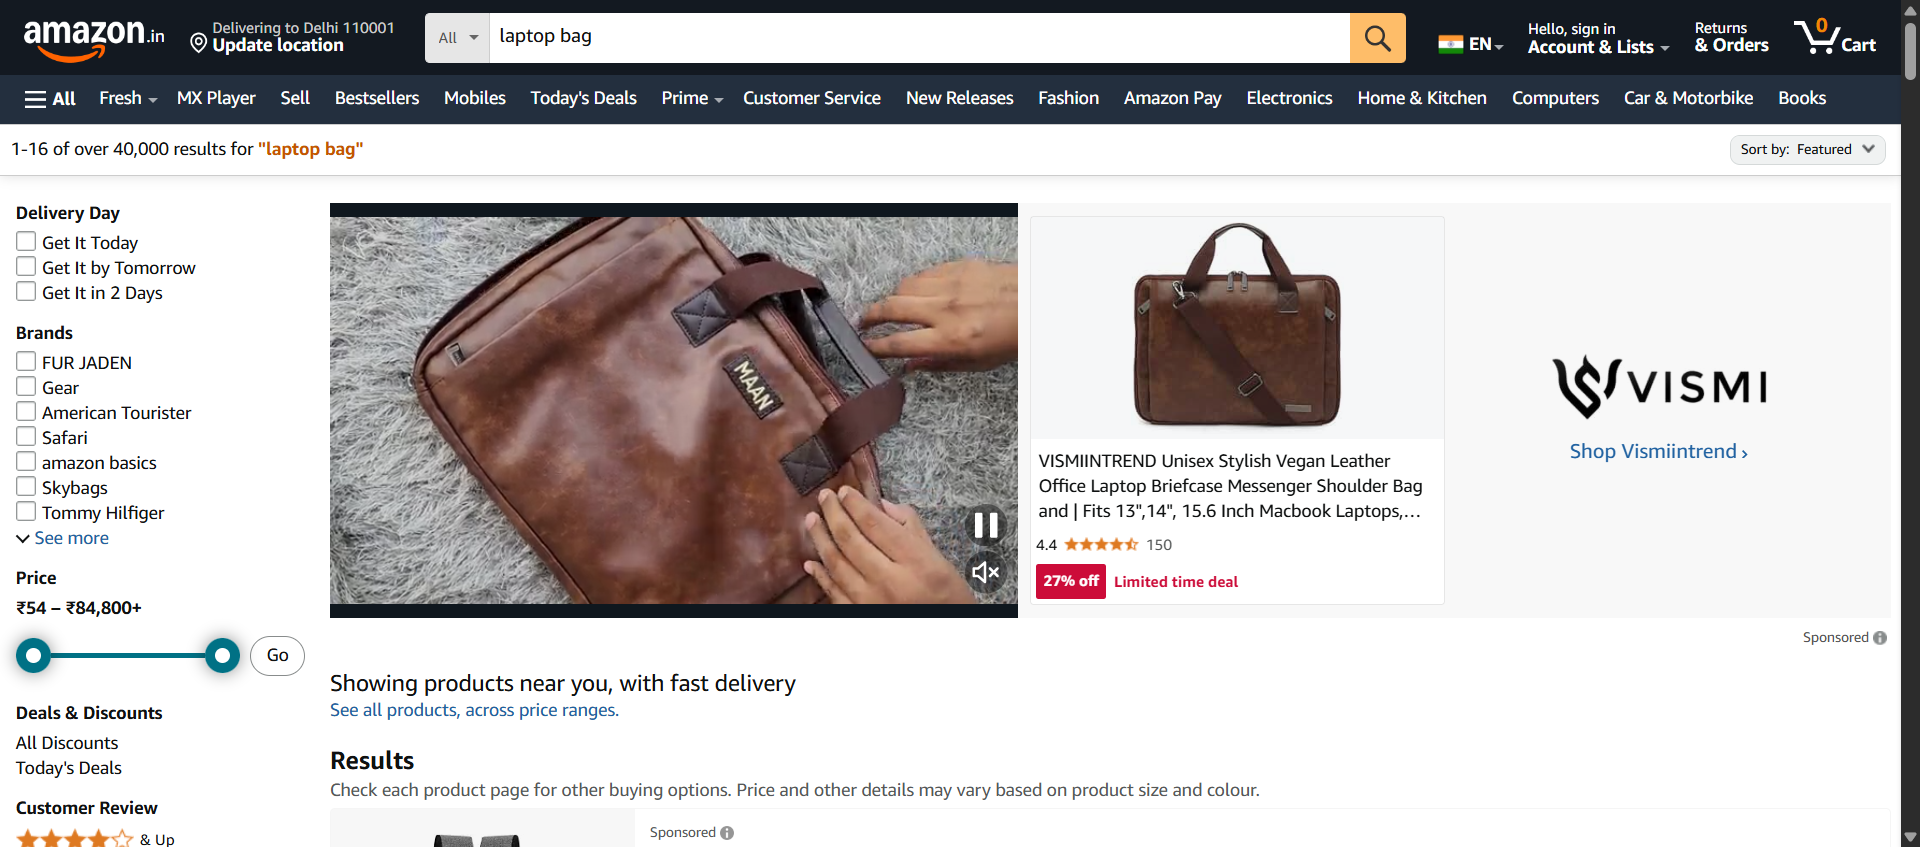 amazon.in
Delivering to Delhi 110001
Update location
All
laptop bag
EN
Hello, sign in
Account & Lists
Returns
& Orders
0
Cart
All
Fresh
MX Player
Sell
Bestsellers
Mobiles
Today's Deals
Prime
Customer Service
New Releases
Fashion
Amazon Pay
Electronics
Home & Kitchen
Computers
Car & Motorbike
Books
1-16 of over 40,000 results for "laptop bag"
Sort by: Featured
Delivery Day
Get It Today
Get It by Tomorrow
Get It in 2 Days
Brands
FUR JADEN
Gear
American Tourister
Safari
amazon basics
Skybags
Tommy Hilfiger
See more
Price
₹54 – ₹84,800+
Go
Deals & Discounts
All Discounts
Today's Deals
Customer Review
& Up
MAAN
VISMIINTREND Unisex Stylish Vegan Leather
Office Laptop Briefcase Messenger Shoulder Bag
and | Fits 13",14", 15.6 Inch Macbook Laptops,...
4.4
150
27% off
Limited time deal
VISMI
Shop Vismiintrend ›
Sponsored
Showing products near you, with fast delivery
See all products, across price ranges.
Results
Check each product page for other buying options. Price and other details may vary based on product size and colour.
Sponsored